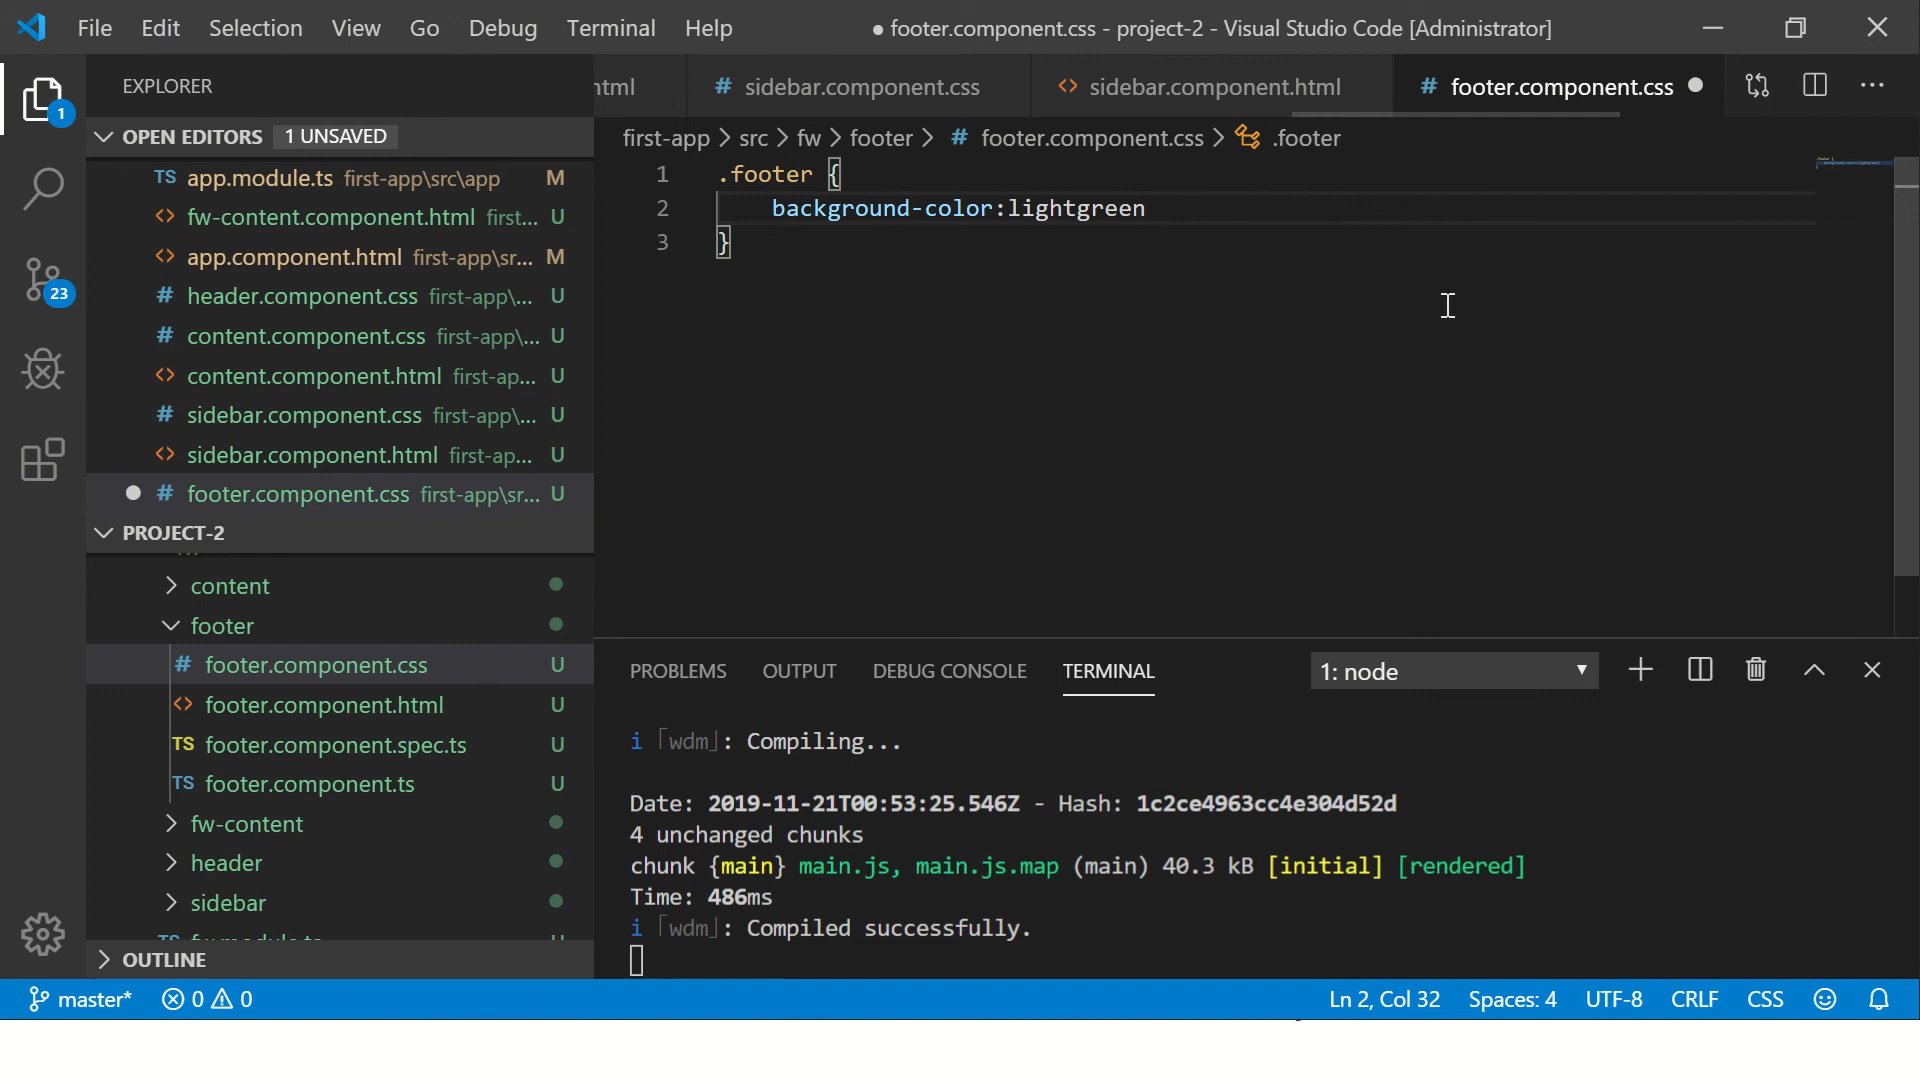 File Edit Selection View Go Debug Terminal Help ● footer.component.css - project-2 - Visual Studio Code [Administrator]
EXPLORER
html # sidebar.component.css <> sidebar.component.html # footer.component.css
1
OPEN EDITORS 1 UNSAVED
first-app > src > fw > footer > # footer.component.css > .footer
TS app.module.ts first-app\src\app M
<> fw-content.component.html first... U
<> app.component.html first-app\sr... M
# header.component.css first-app\... U
# content.component.css first-app\... U
<> content.component.html first-ap... U
# sidebar.component.css first-app\... U
<> sidebar.component.html first-ap... U
# footer.component.css first-app\sr... U
23
PROJECT-2
content
footer
# footer.component.css U
<> footer.component.html U
TS footer.component.spec.ts U
TS footer.component.ts U
fw-content
header
sidebar
OUTLINE
1 .footer {
2 background-color:lightgreen
3 }
PROBLEMS OUTPUT DEBUG CONSOLE TERMINAL 1: node
i ｢wdm｣: Compiling...
Date: 2019-11-21T00:53:25.546Z - Hash: 1c2ce4963cc4e304d52d
4 unchanged chunks
chunk {main} main.js, main.js.map (main) 40.3 kB [initial] [rendered]
Time: 486ms
i ｢wdm｣: Compiled successfully.
master* 0 0 Ln 2, Col 32 Spaces: 4 UTF-8 CRLF CSS